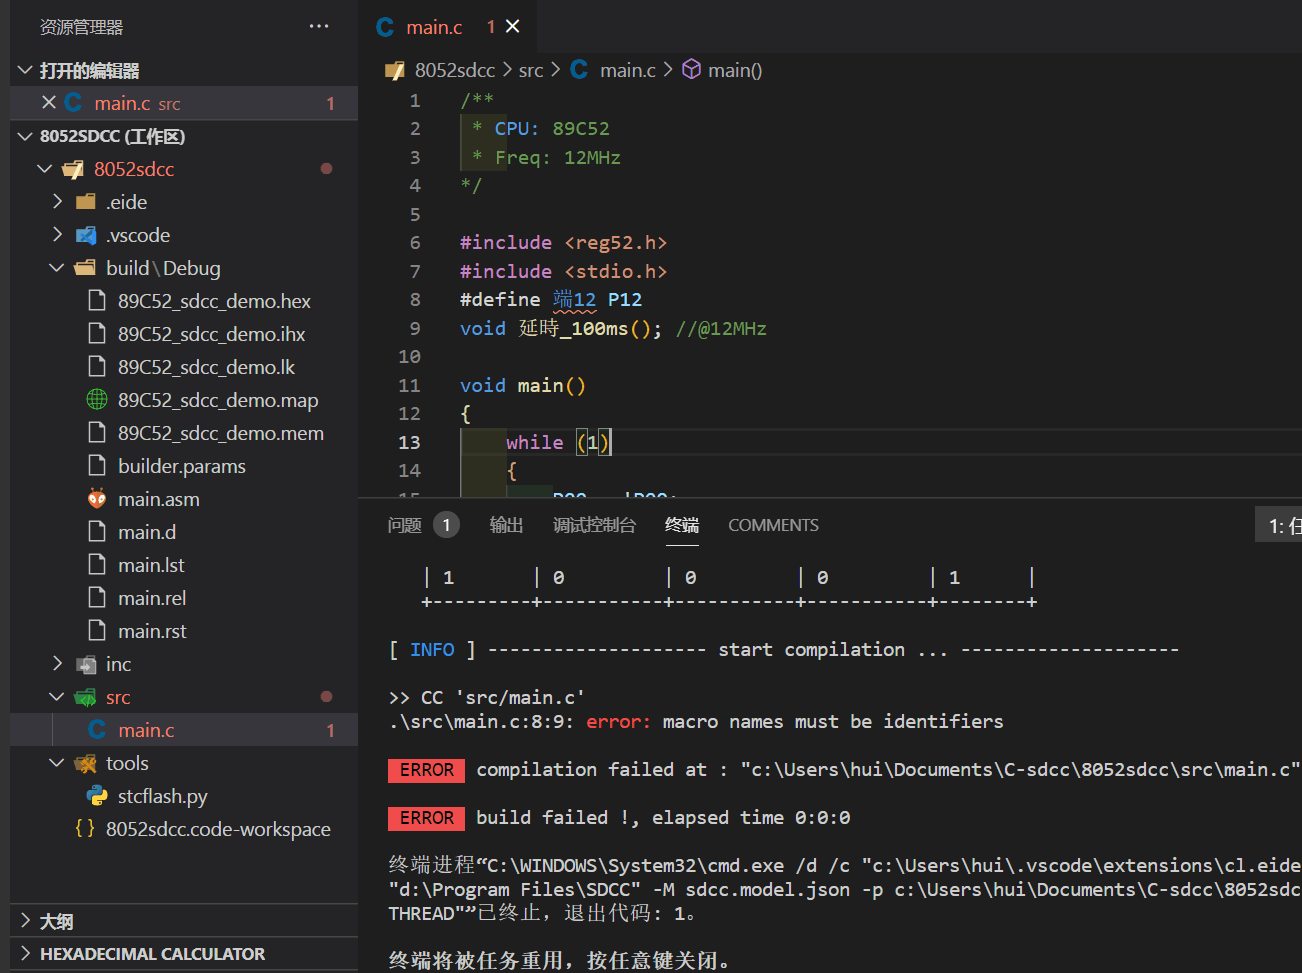 资源管理器 ···
打开的编辑器
main.c src 1
8052SDCC (工作区)
8052sdcc
.eide
.vscode
build\Debug
89C52_sdcc_demo.hex
89C52_sdcc_demo.ihx
89C52_sdcc_demo.lk
89C52_sdcc_demo.map
89C52_sdcc_demo.mem
builder.params
main.asm
main.d
main.lst
main.rel
main.rst
inc
src
main.c 1
tools
stcflash.py
{} 8052sdcc.code-workspace
大纲
HEXADECIMAL CALCULATOR
C main.c 1
8052sdcc > src > C main.c > main()
1 /**
2 * CPU: 89C52
3 * Freq: 12MHz
4 */
5
6 #include <reg52.h>
7 #include <stdio.h>
8 #define 端12 P12
9 void 延時_100ms(); //@12MHz
10
11 void main()
12 {
13 while (1)
14 {
问题 1 输出 调试控制台 终端 COMMENTS 1: 任
| 1 | 0 | 0 | 0 | 1 |
+---------+-----------+-----------+-----------+--------+
[ INFO ] -------------------- start compilation ... --------------------
>> CC 'src/main.c'
.\src\main.c:8:9: error: macro names must be identifiers
ERROR compilation failed at : "c:\Users\hui\Documents\C-sdcc\8052sdcc\src\main.c"
ERROR build failed !, elapsed time 0:0:0
终端进程“C:\WINDOWS\System32\cmd.exe /d /c "c:\Users\hui\.vscode\extensions\cl.eide
"d:\Program Files\SDCC" -M sdcc.model.json -p c:\Users\hui\Documents\C-sdcc\8052sdc
THREAD"”已终止，退出代码: 1。
终端将被任务重用，按任意键关闭。